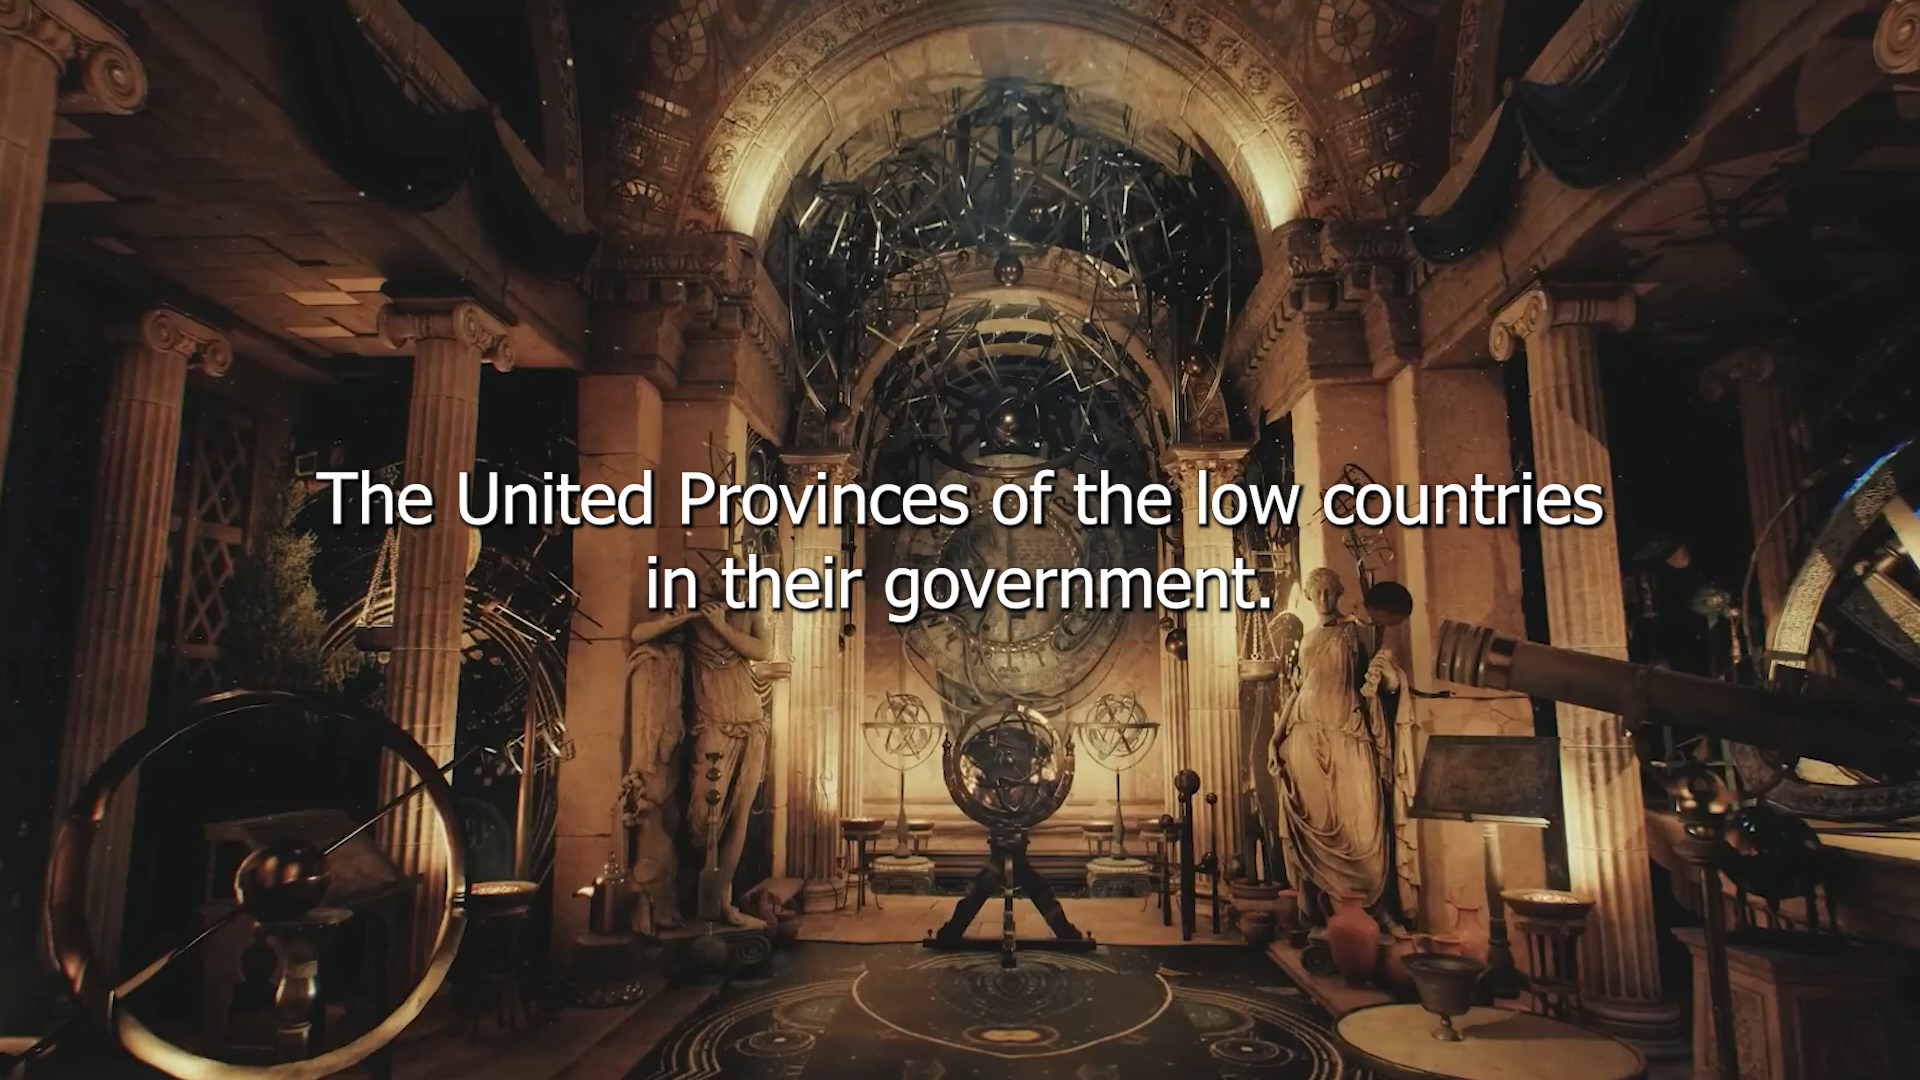 The United Provinces of the low countries
in their government.